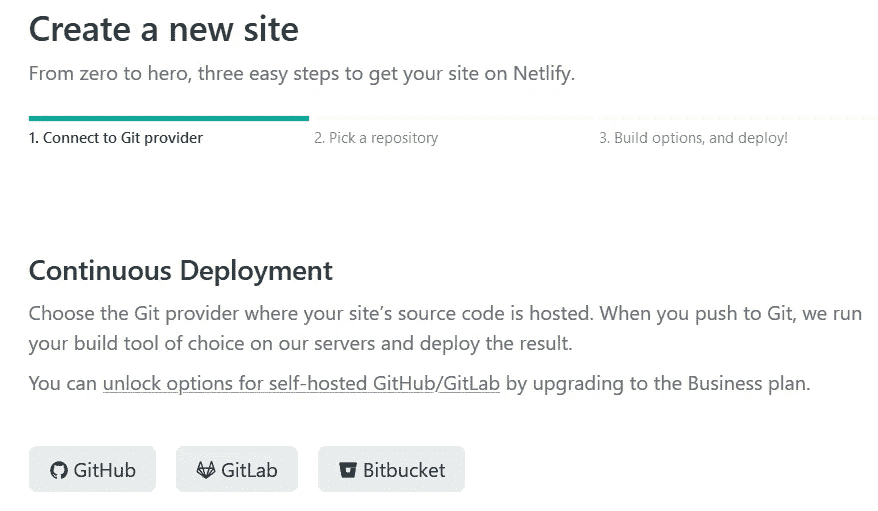 Create a new site
From zero to hero, three easy steps to get your site on Netlify.
1. Connect to Git provider
2. Pick a repository
3. Build options, and deploy!
Continuous Deployment
Choose the Git provider where your site’s source code is hosted. When you push to Git, we run
your build tool of choice on our servers and deploy the result.
You can unlock options for self-hosted GitHub/GitLab by upgrading to the Business plan.
GitHub
GitLab
Bitbucket